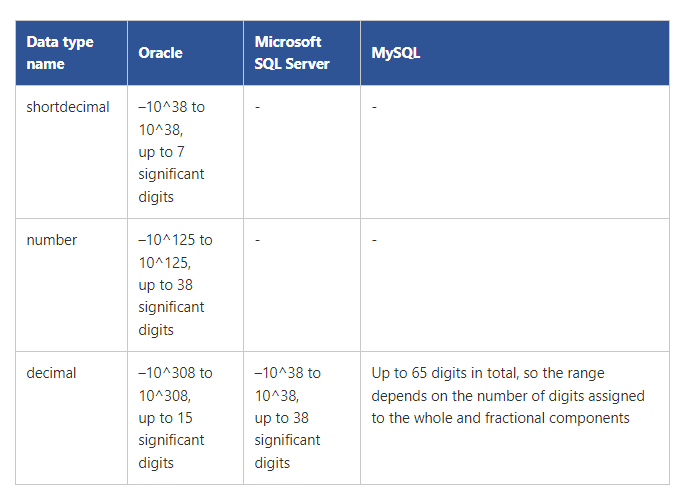 Data type name
Oracle
Microsoft SQL Server
MySQL
shortdecimal
–10^38 to
10^38,
up to 7
significant
digits
-
-
number
–10^125 to
10^125,
up to 38
significant
digits
-
-
decimal
–10^308 to
10^308,
up to 15
significant
digits
–10^38 to
10^38,
up to 38
significant
digits
Up to 65 digits in total, so the range
depends on the number of digits assigned
to the whole and fractional components